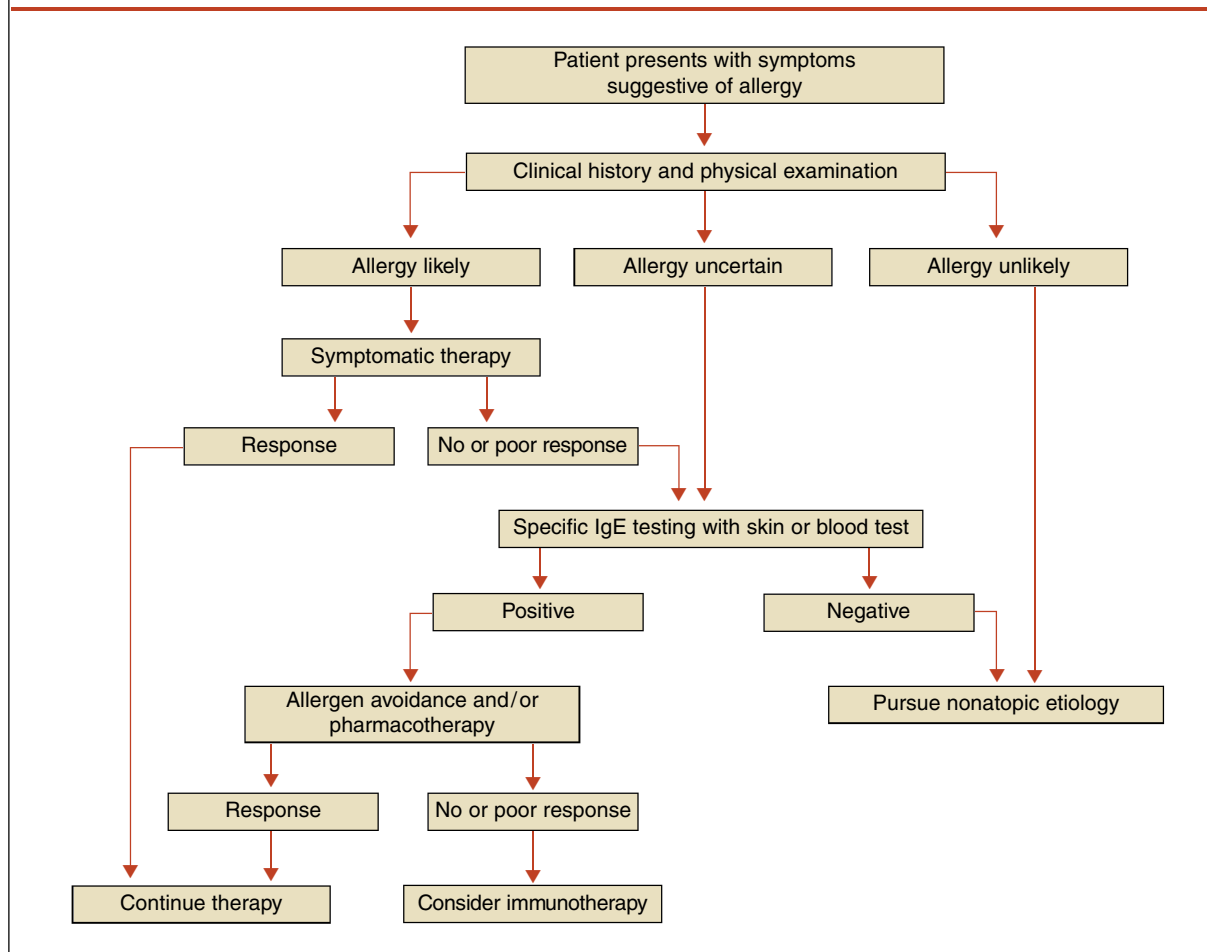 Patient presents with symptoms
suggestive of allergy
Clinical history and physical examination
Allergy likely
Allergy uncertain
Allergy unlikely
Symptomatic therapy
Response
No or poor response
Specific IgE testing with skin or blood test
Positive
Negative
Allergen avoidance and/or
pharmacotherapy
Pursue nonatopic etiology
Response
No or poor response
Continue therapy
Consider immunotherapy